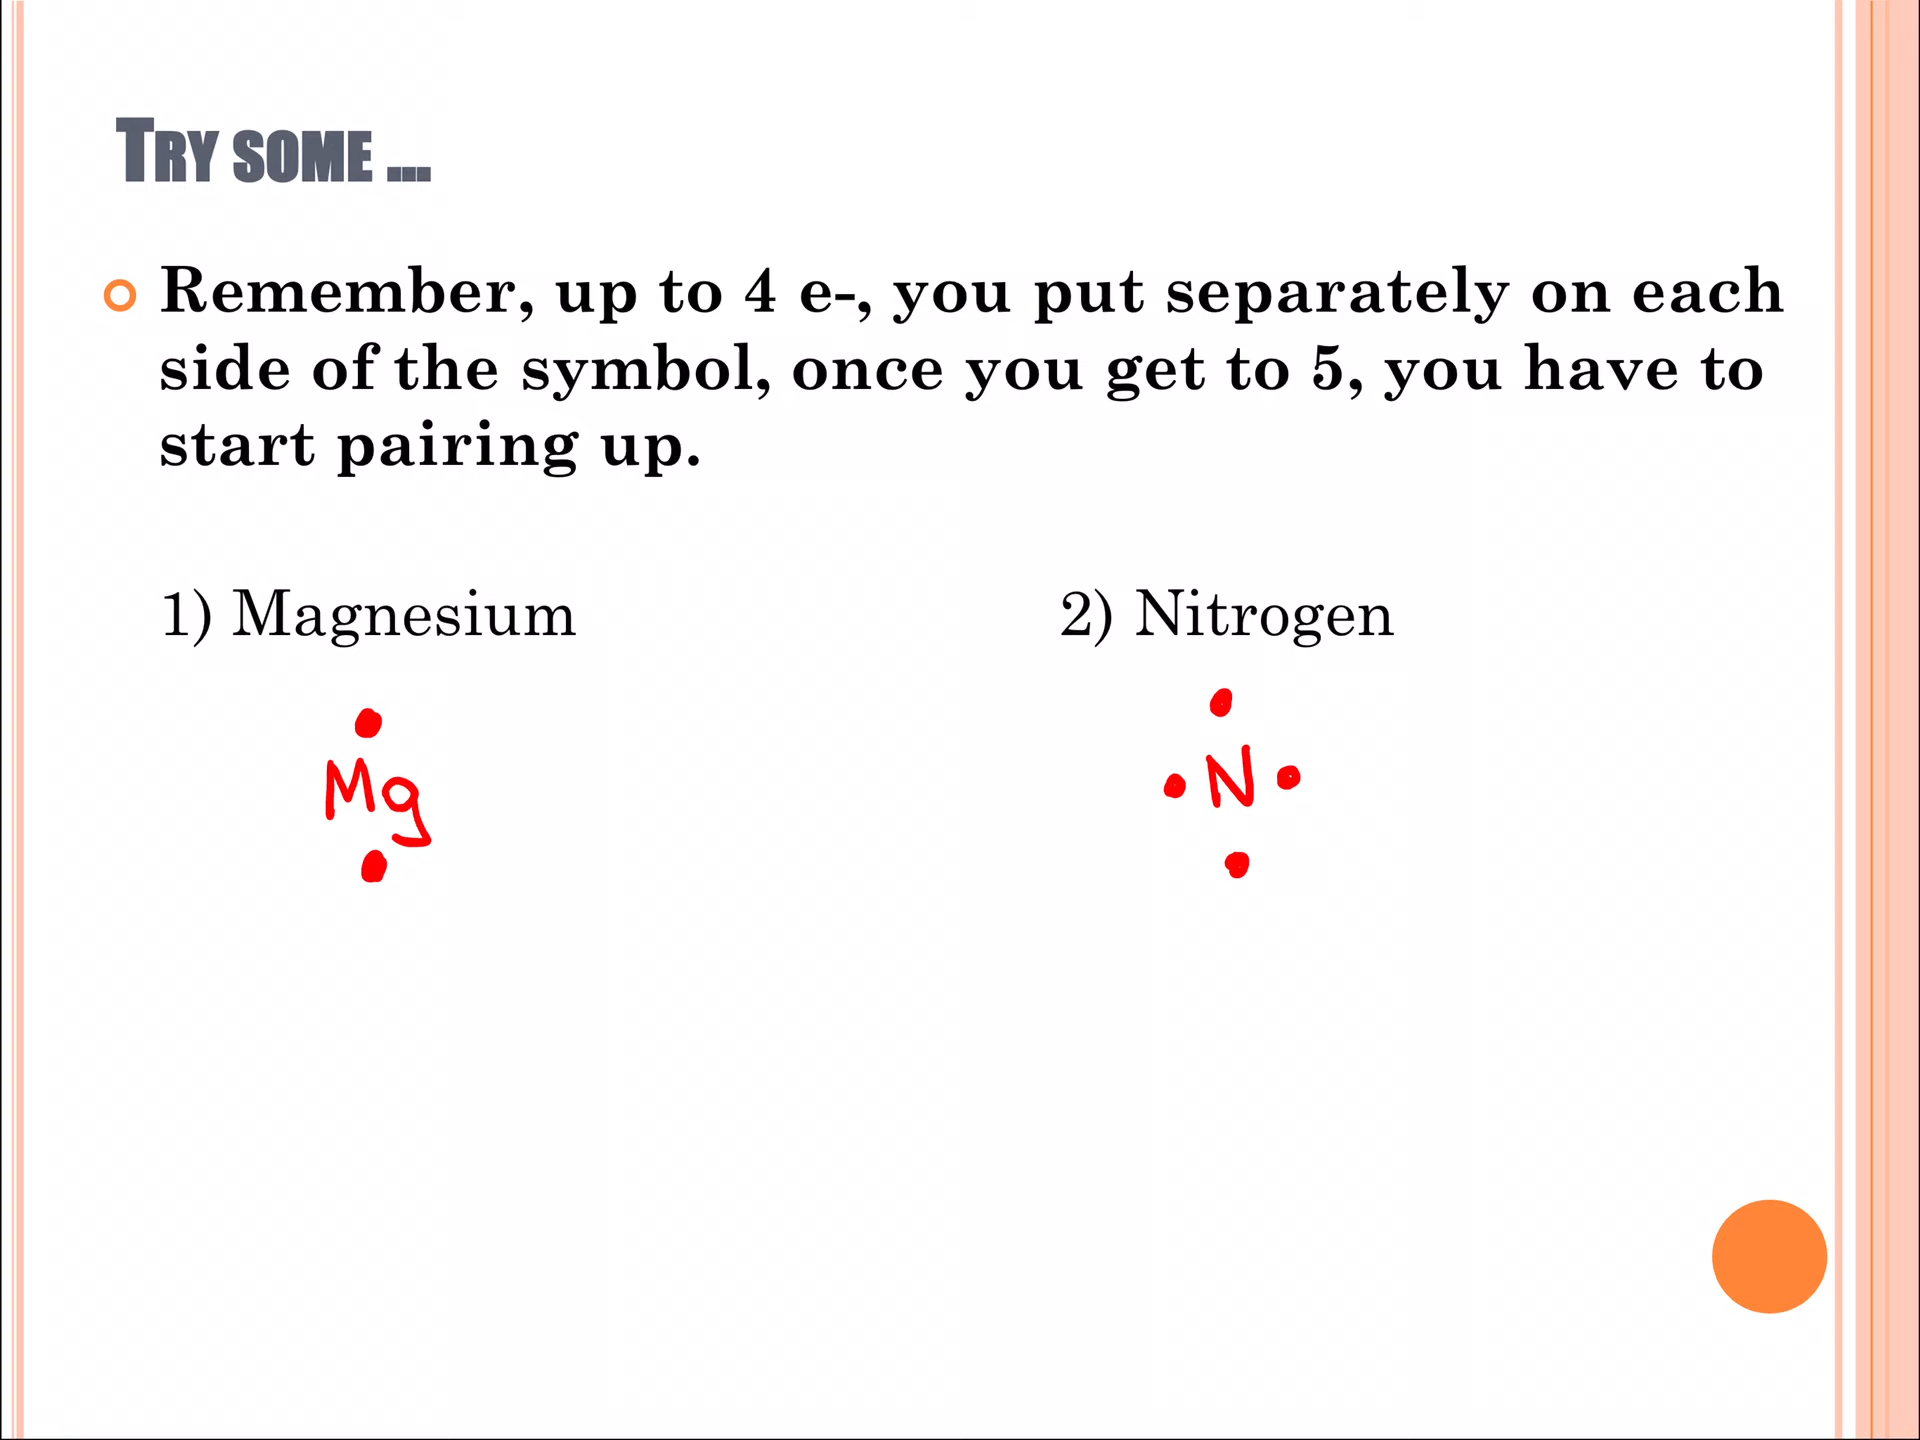 TRY SOME ...
Remember, up to 4 e-, you put separately on each
side of the symbol, once you get to 5, you have to
start pairing up.
1) Magnesium 2) Nitrogen
Mg N